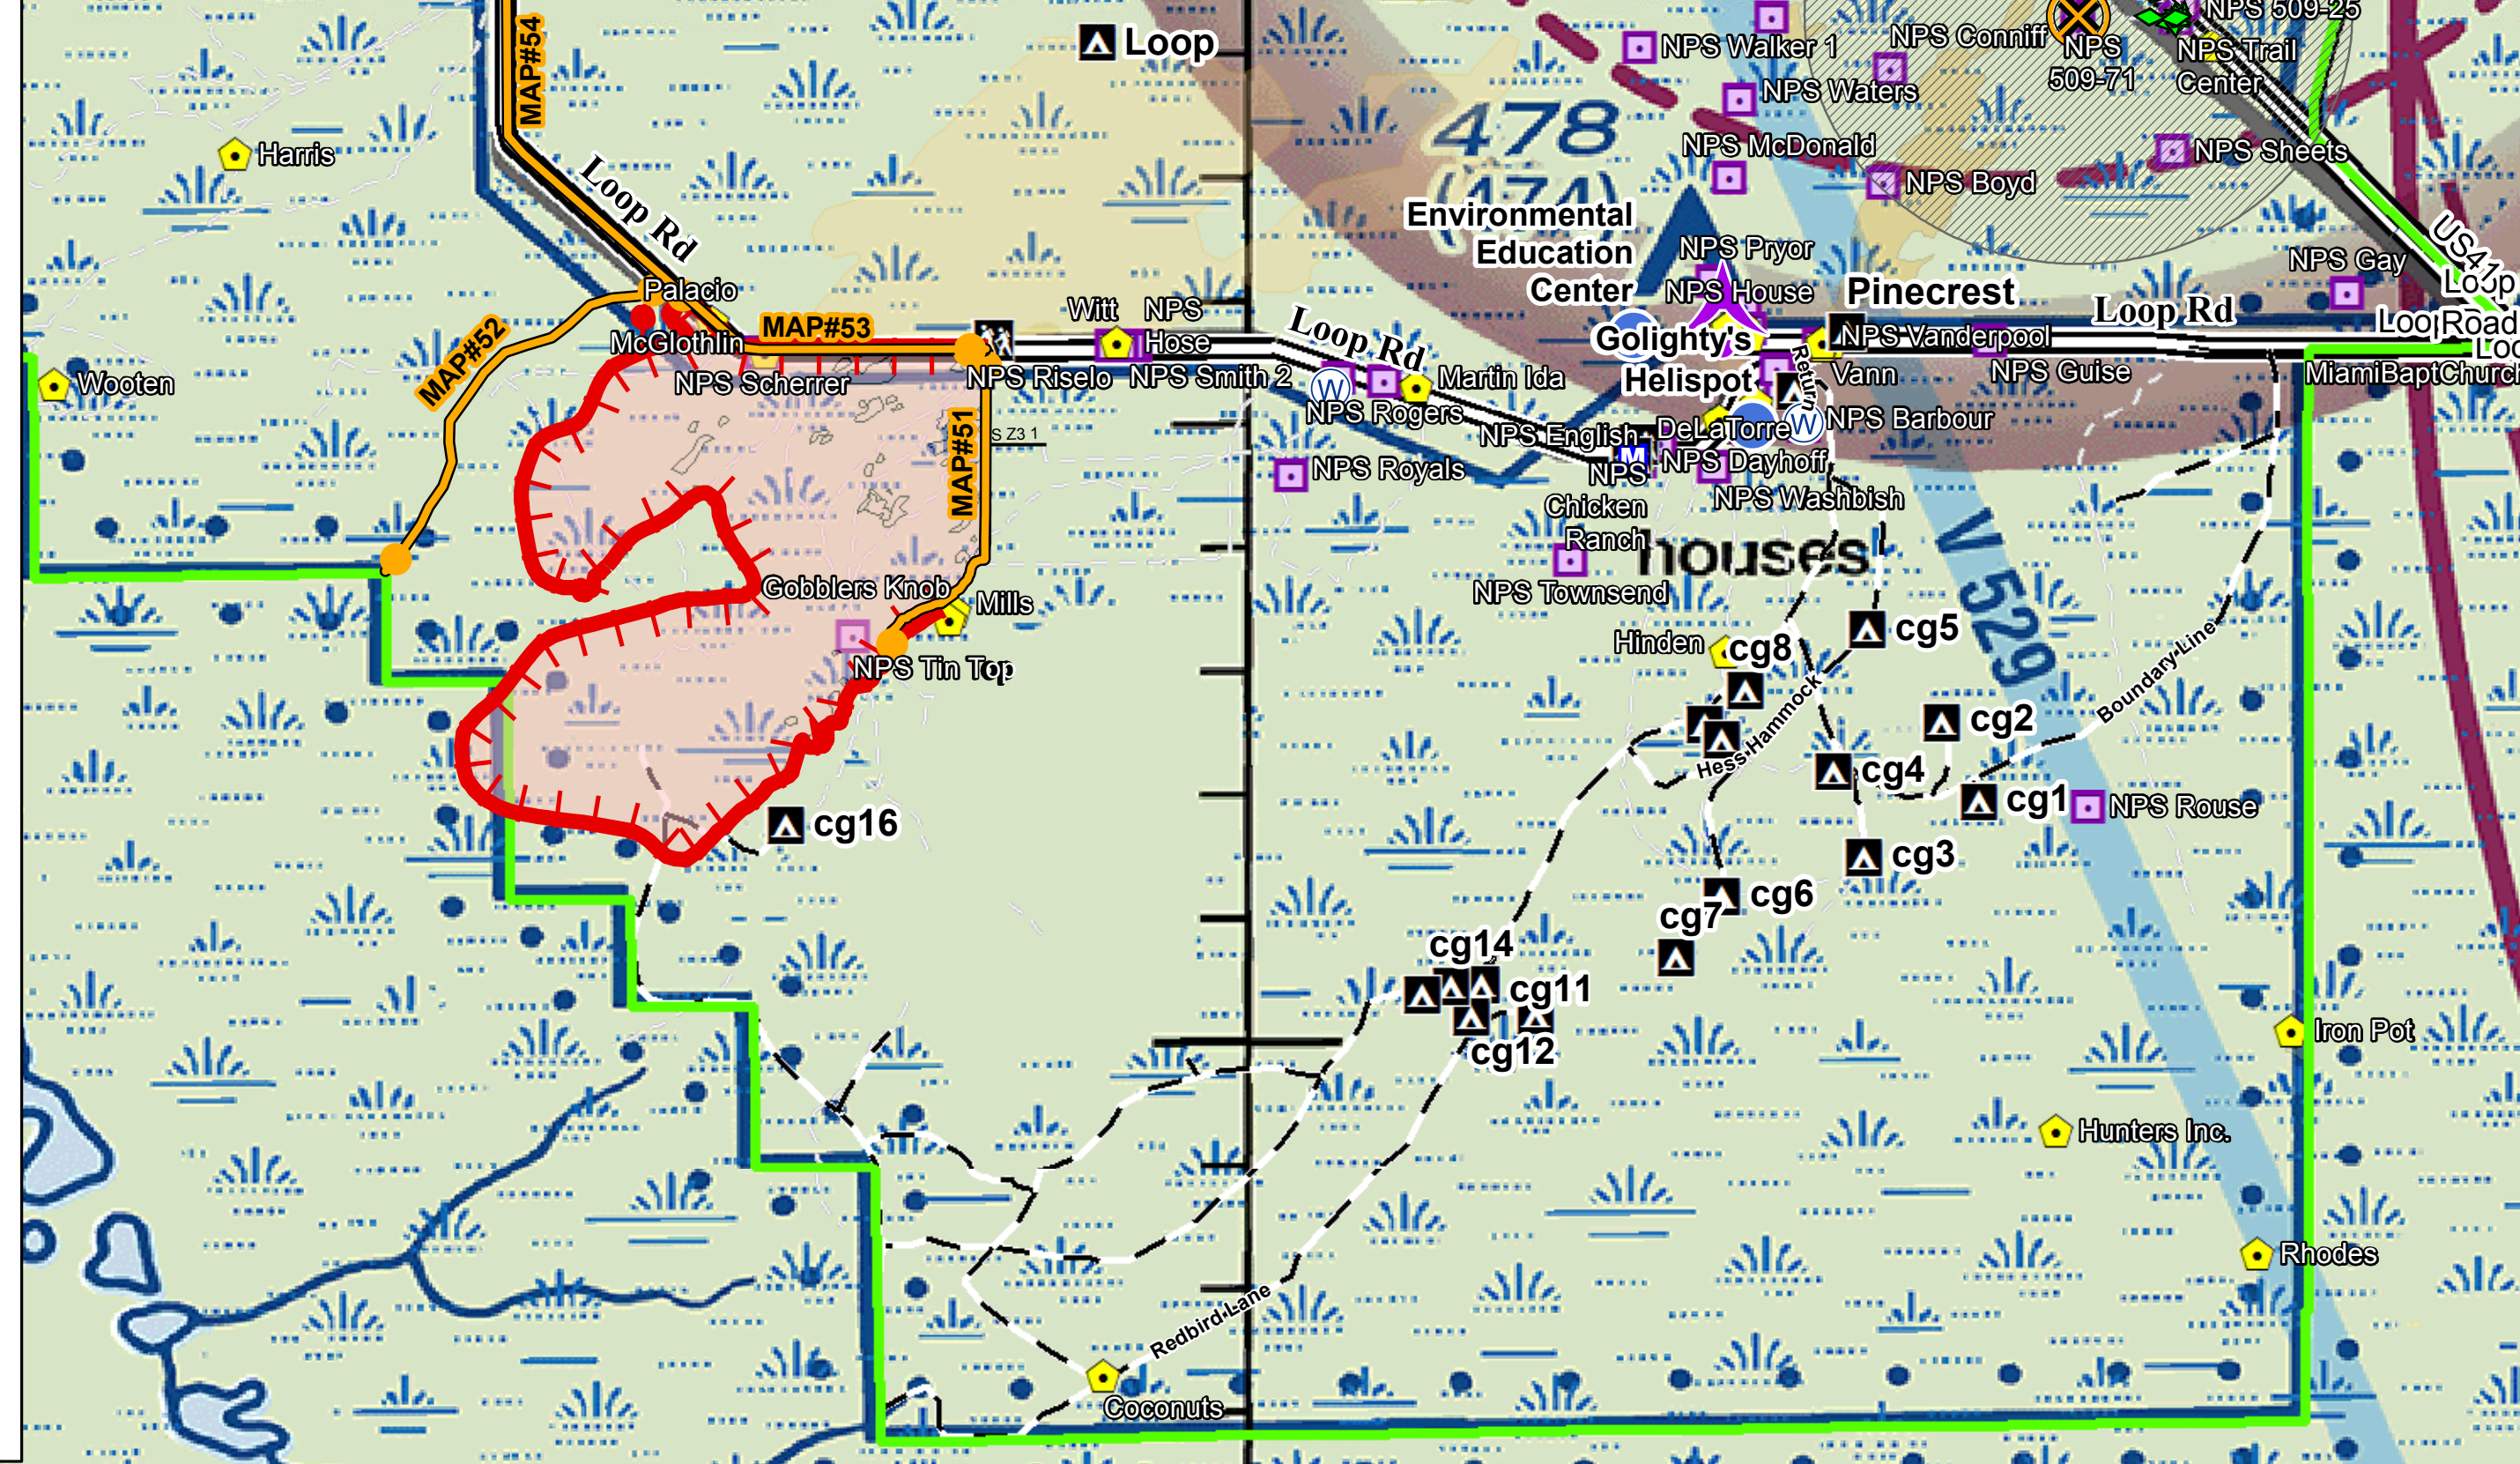 MAP#54
Loop
NPS Walker 1
NPS Conniff
NPS
509-71
NPS 509-25
NPS Trail
Center
NPS Waters
478
(474)
NPS McDonald
NPS Sheets
NPS Boyd
Harris
Loop Rd
Environmental
Education
Center
NPS Pryor
NPS House
Pinecrest
NPS Gay
US41
Loop
Palacio
MAP#52
MAP#53
McGlothlin
Witt
NPS
Hose
Loop Rd
Golighty's
Helispot
NPS Vanderpool
Loop Rd
Loop Road
Wooten
NPS Scherrer
NPS Riselo
NPS Smith 2
Martin Ida
Return
Vann
NPS Guise
MiamiBaptChurch
W
NPS Rogers
MAP#51
S Z3 1
NPS English
DeLaTorre
W
NPS Barbour
M
NPS Royals
NPS
Chicken
Ranch
NPS Dayhoff
NPS Washbish
houses
V 529
NPS Townsend
Gobblers Knob
Mills
Hinden
cg8
cg5
NPS Tin Top
Hess Hammock
Boundary Line
cg2
cg4
cg1
NPS Rouse
cg16
cg3
cg6
cg7
cg14
cg11
cg12
Iron Pot
Hunters Inc.
Rhodes
Redbird Lane
Coconuts